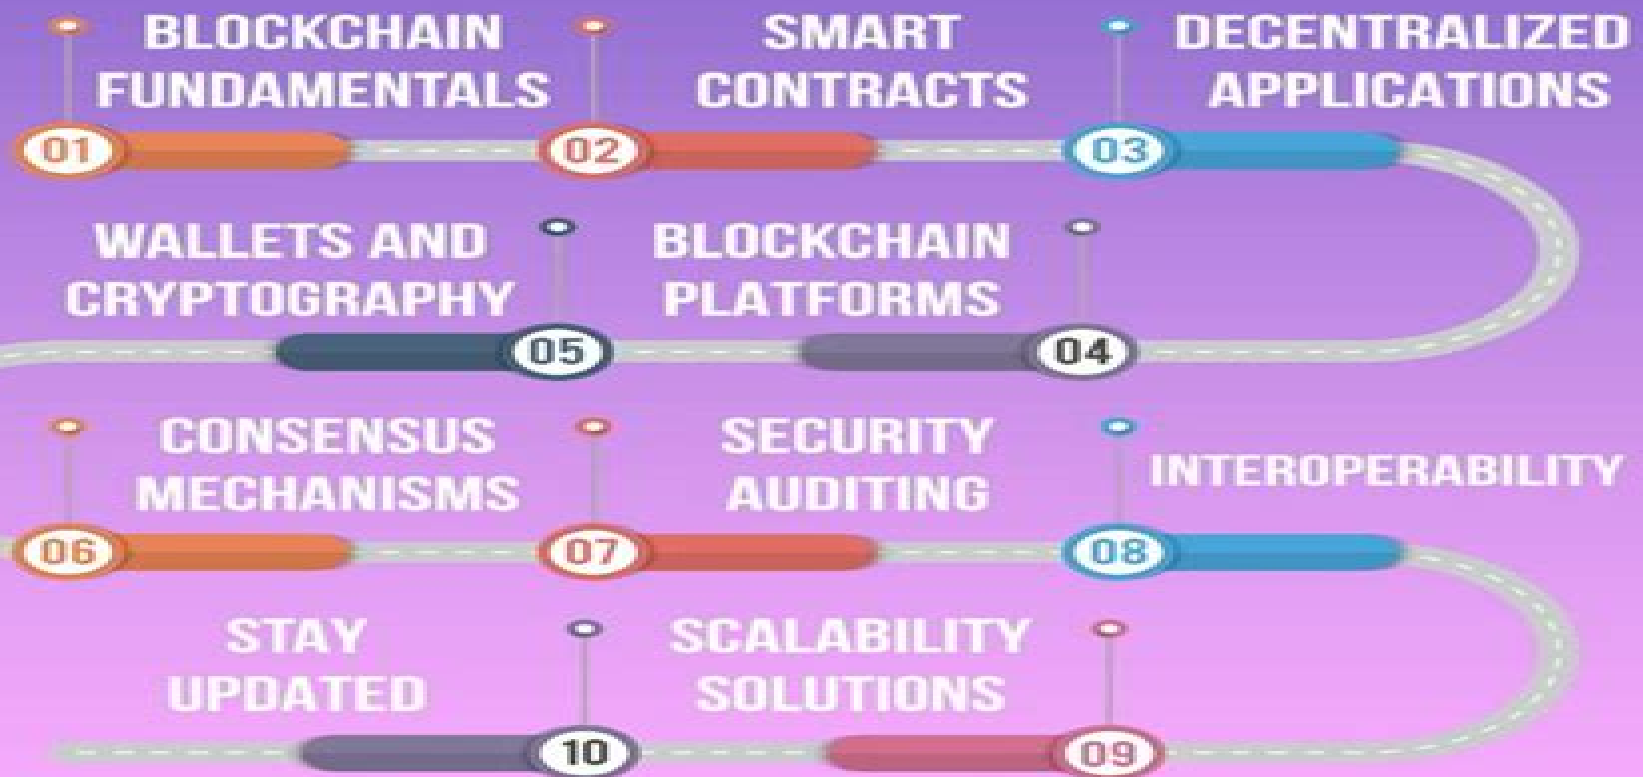 BLOCKCHAIN
FUNDAMENTALS
01
SMART
CONTRACTS
02
DECENTRALIZED
APPLICATIONS
03
BLOCKCHAIN
PLATFORMS
04
WALLETS AND
CRYPTOGRAPHY
05
CONSENSUS
MECHANISMS
06
SECURITY
AUDITING
07
INTEROPERABILITY
08
SCALABILITY
SOLUTIONS
09
STAY
UPDATED
10